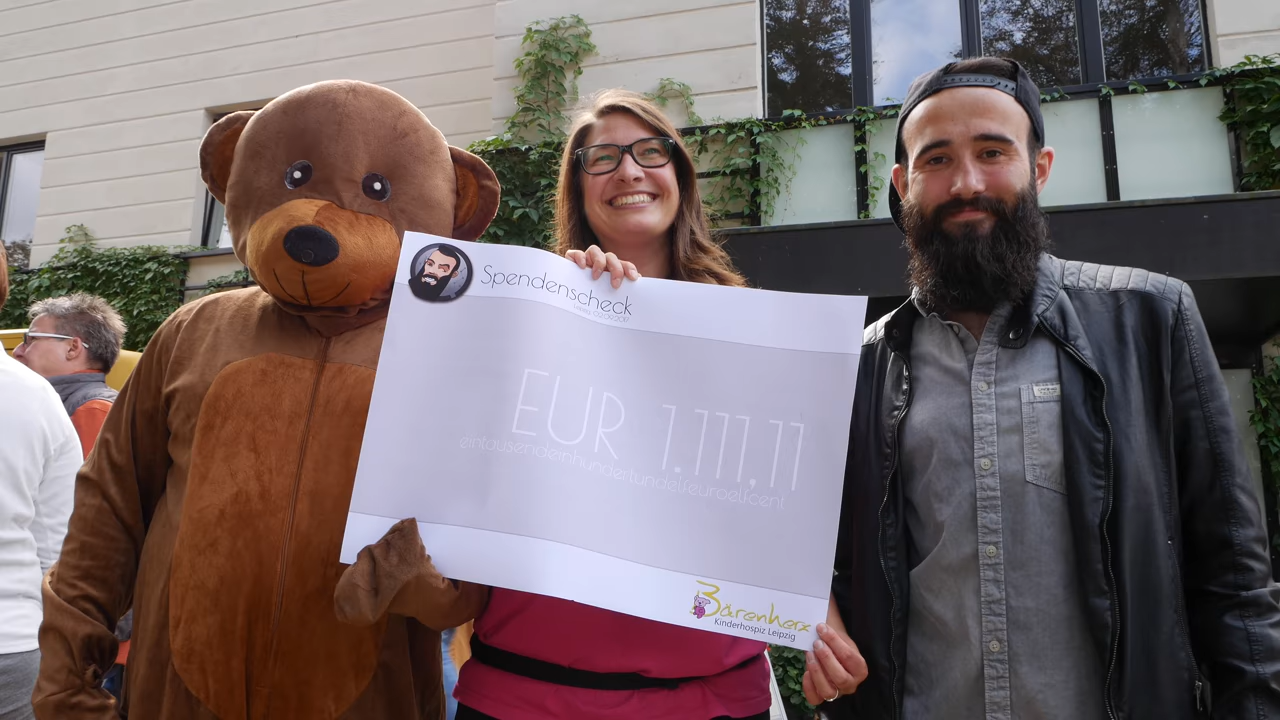 Spendenscheck
EUR 1.111,11
eintausendeinhundertundelfeuroelfcent
Bärenherz
Kinderhospiz Leipzig